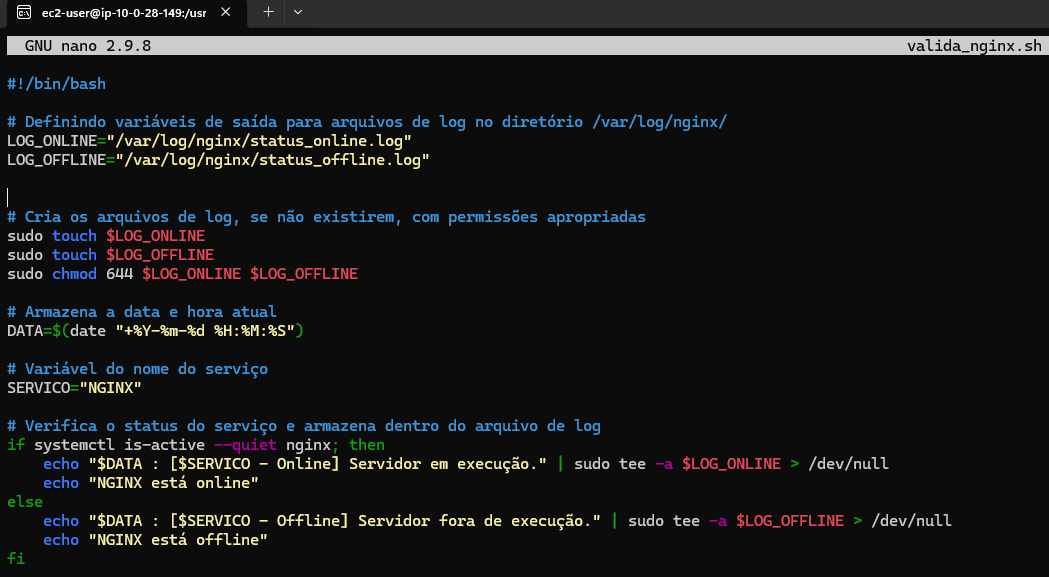 ec2-user@ip-10-0-28-149:/usr
GNU nano 2.9.8 valida_nginx.sh
#!/bin/bash
# Definindo variáveis de saída para arquivos de log no diretório /var/log/nginx/
LOG_ONLINE="/var/log/nginx/status_online.log"
LOG_OFFLINE="/var/log/nginx/status_offline.log"
# Cria os arquivos de log, se não existirem, com permissões apropriadas
sudo touch $LOG_ONLINE
sudo touch $LOG_OFFLINE
sudo chmod 644 $LOG_ONLINE $LOG_OFFLINE
# Armazena a data e hora atual
DATA=$(date "+%Y-%m-%d %H:%M:%S")
# Variável do nome do serviço
SERVICO="NGINX"
# Verifica o status do serviço e armazena dentro do arquivo de log
if systemctl is-active --quiet nginx; then
    echo "$DATA : [$SERVICO - Online] Servidor em execução." | sudo tee -a $LOG_ONLINE > /dev/null
    echo "NGINX está online"
else
    echo "$DATA : [$SERVICO - Offline] Servidor fora de execução." | sudo tee -a $LOG_OFFLINE > /dev/null
    echo "NGINX está offline"
fi